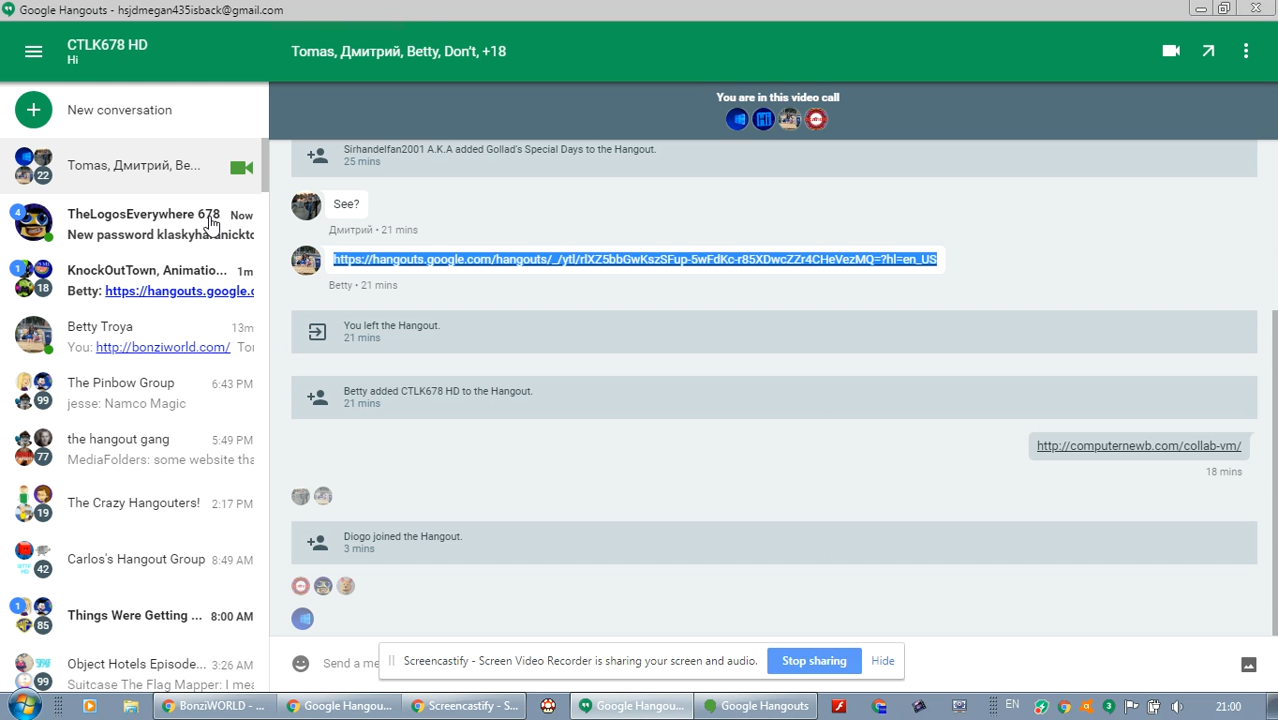 Google Hangouts - hsjdmegan435isback@gmail.com
CTLK678 HD
Hi
Tomas, Дмитрий, Betty, Don't, +18
New conversation
You are in this video call
22
Tomas, Дмитрий, Be...
4
TheLogosEverywhere 678 Now
New password klaskyhafanickto
1
18
KnockOutTown, Animatio... 1m
Betty: https://hangouts.google.c
Betty Troya 13m
You: http://bonziworld.com/ Tor
99
The Pinbow Group 6:43 PM
jesse: Namco Magic
77
the hangout gang 5:49 PM
MediaFolders: some website tha
19
The Crazy Hangouters! 2:17 PM
42
Carlos's Hangout Group 8:49 AM
1
85
Things Were Getting ... 8:00 AM
99
Object Hotels Episode... 3:26 AM
Suitcase The Flag Mapper: I mea
Sirhandelfan2001 A.K.A added Gollad's Special Days to the Hangout.
25 mins
See?
Дмитрий • 21 mins
https://hangouts.google.com/hangouts/_/ytl/rlXZ5bbGwKszSFup-5wFdKc-r85XDwcZZr4CHeVezMQ=?hl=en_US
Betty • 21 mins
You left the Hangout.
21 mins
Betty added CTLK678 HD to the Hangout.
21 mins
http://computernewb.com/collab-vm/
18 mins
Diogo joined the Hangout.
3 mins
Send a me
Screencastify - Screen Video Recorder is sharing your screen and audio.
Stop sharing
Hide
BonziWORLD - ...
Google Hangou...
Screencastify - S...
Google Hangou...
Google Hangouts
EN
3
21:00